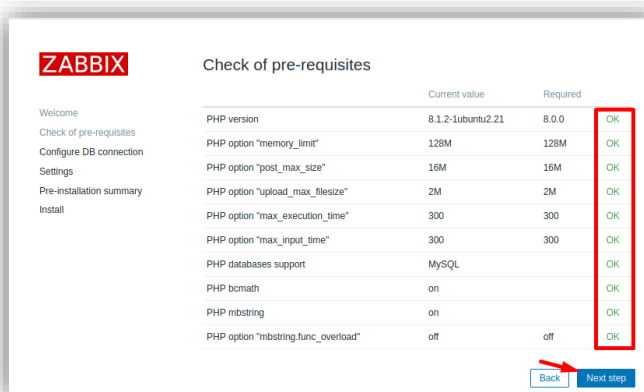 ZABBIX
Welcome
Check of pre-requisites
Configure DB connection
Settings
Pre-installation summary
Install
Check of pre-requisites
Current value Required
PHP version 8.1.2-1ubuntu2.21 8.0.0 OK
PHP option "memory_limit" 128M 128M OK
PHP option "post_max_size" 16M 16M OK
PHP option "upload_max_filesize" 2M 2M OK
PHP option "max_execution_time" 300 300 OK
PHP option "max_input_time" 300 300 OK
PHP databases support MySQL OK
PHP bcmath on OK
PHP mbstring on OK
PHP option "mbstring.func_overload" off off OK
Back Next step